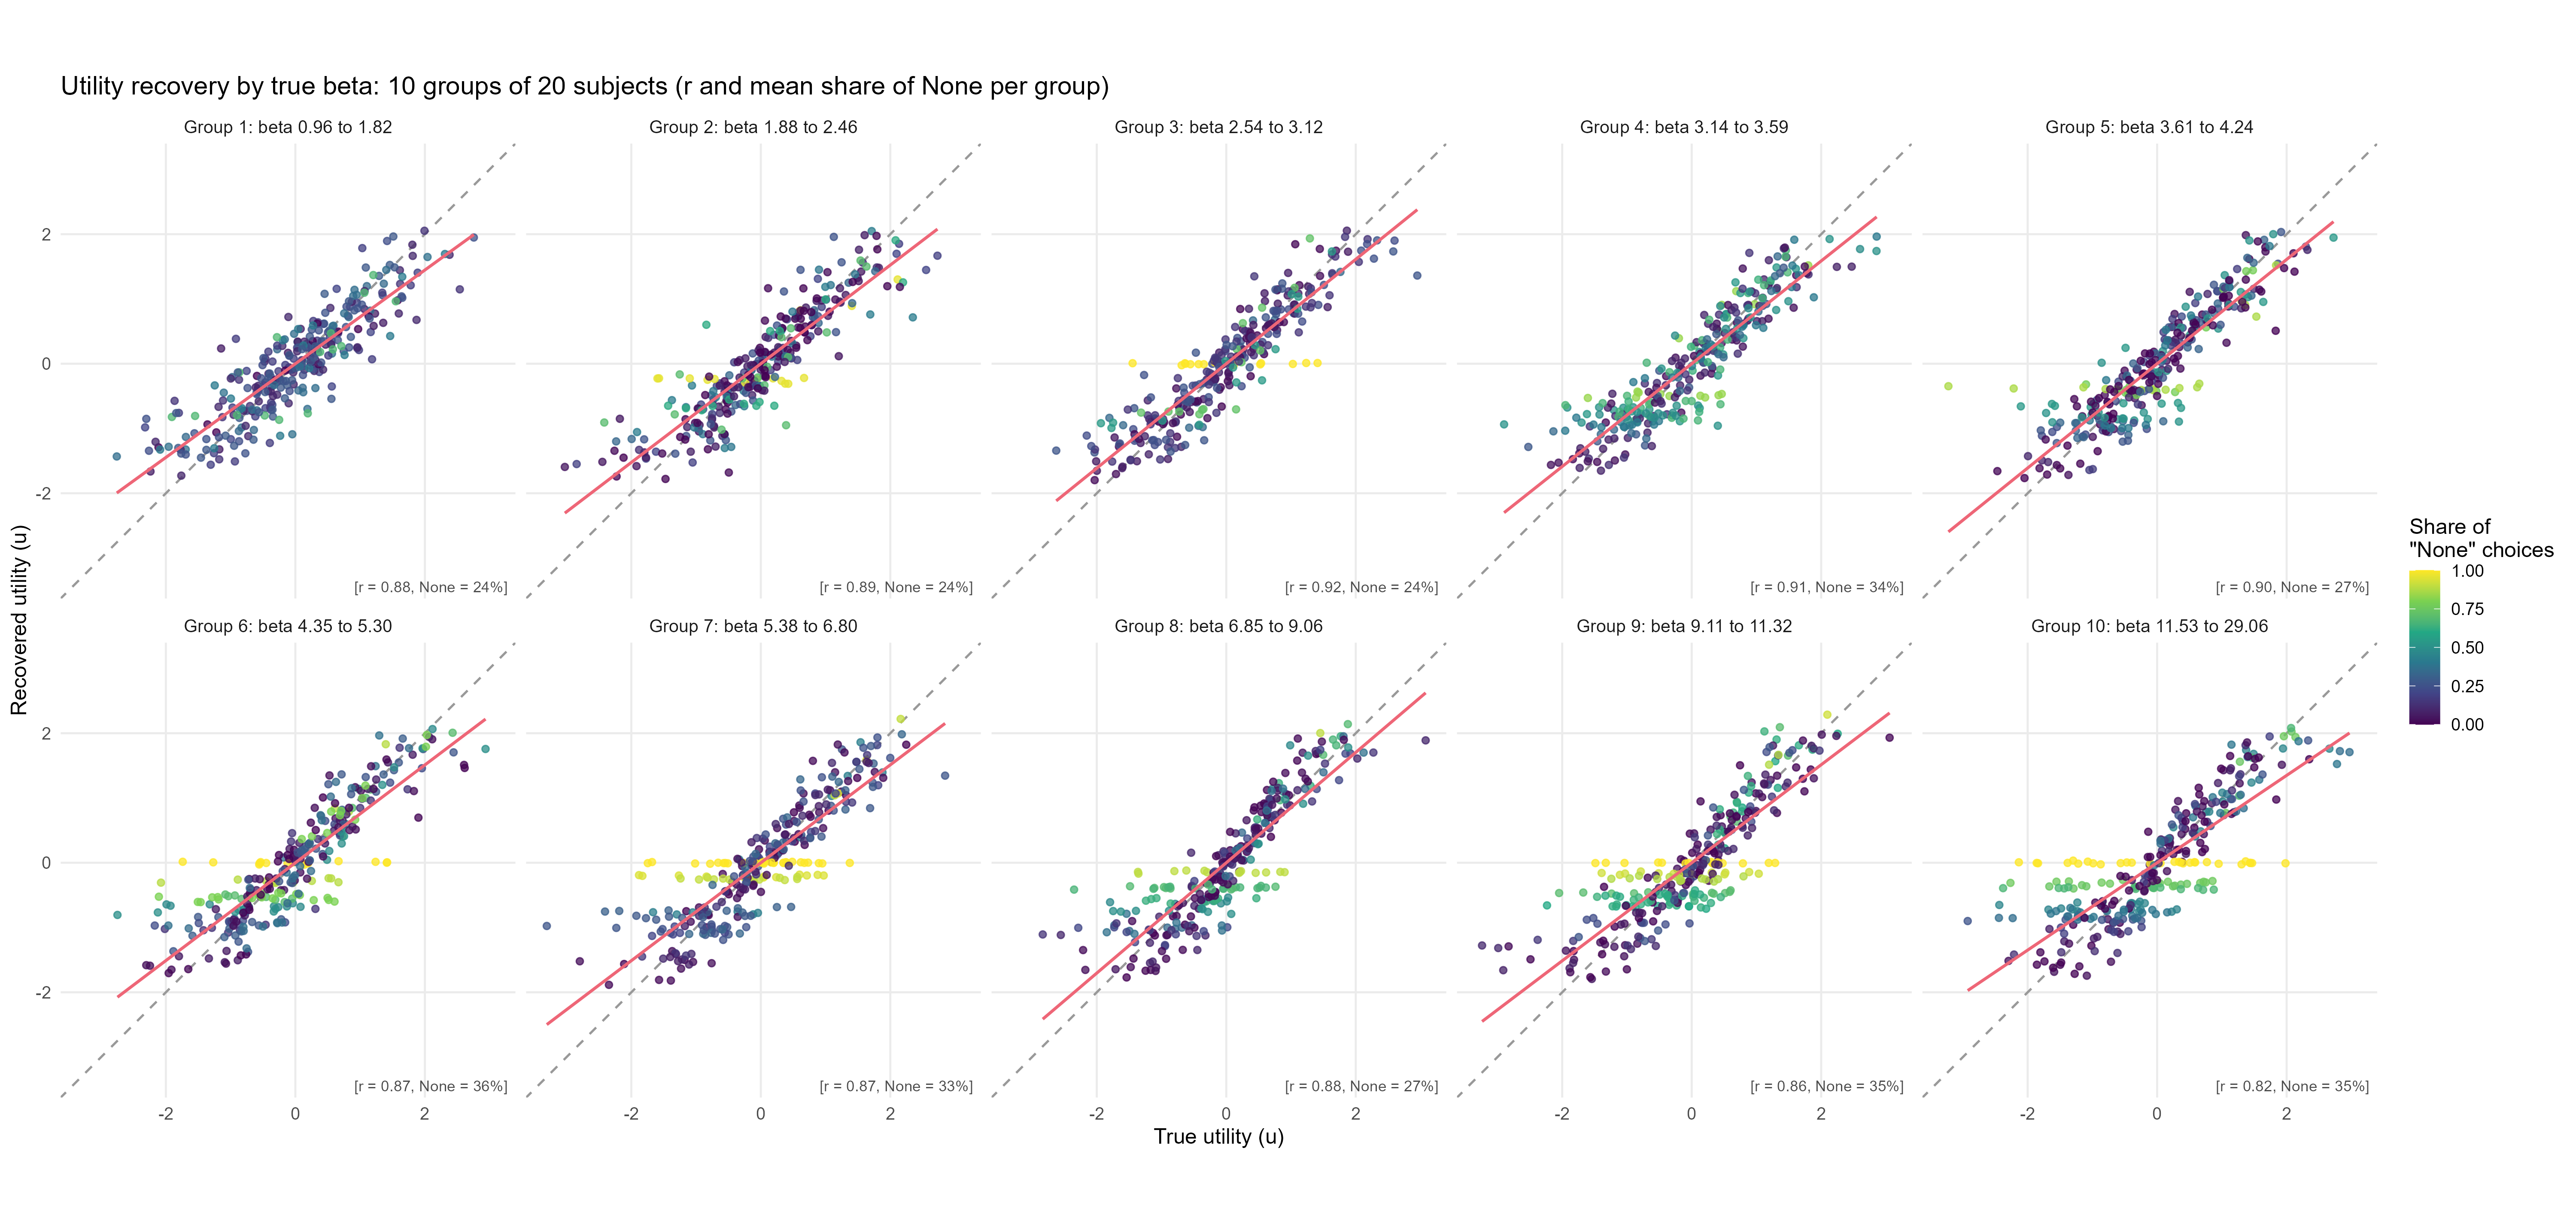 Utility recovery by true beta: 10 groups of 20 subjects (r and mean share of None per group)
Group 1: beta 0.96 to 1.82
Group 2: beta 1.88 to 2.46
Group 3: beta 2.54 to 3.12
Group 4: beta 3.14 to 3.59
Group 5: beta 3.61 to 4.24
2
0
-2
[r = 0.88, None = 24%]
[r = 0.89, None = 24%]
[r = 0.92, None = 24%]
[r = 0.91, None = 34%]
[r = 0.90, None = 27%]
Group 6: beta 4.35 to 5.30
Group 7: beta 5.38 to 6.80
Group 8: beta 6.85 to 9.06
Group 9: beta 9.11 to 11.32
Group 10: beta 11.53 to 29.06
2
0
-2
[r = 0.87, None = 36%]
[r = 0.87, None = 33%]
[r = 0.88, None = 27%]
[r = 0.86, None = 35%]
[r = 0.82, None = 35%]
-2 0 2
-2 0 2
-2 0 2
-2 0 2
-2 0 2
True utility (u)
Recovered utility (u)
Share of
"None" choices
1.00
0.75
0.50
0.25
0.00